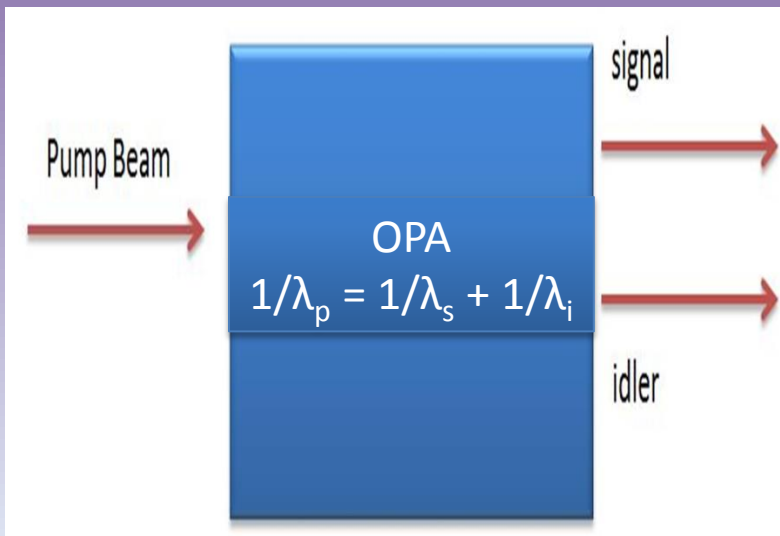 signal
Pump Beam
OPA
1/λₚ = 1/λₛ + 1/λᵢ
idler